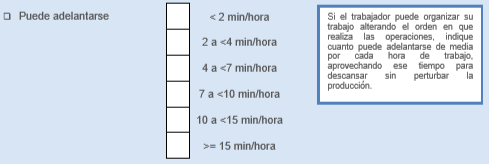 □ Puede adelantarse
< 2 min/hora
2 a <4 min/hora
4 a <7 min/hora
7 a <10 min/hora
10 a <15 min/hora
>= 15 min/hora
Si el trabajador puede organizar su
trabajo alterando el orden en que
realiza las operaciones, indique
cuanto puede adelantarse de media
por cada hora de trabajo,
aprovechando ese tiempo para
descansar sin perturbar la
producción.